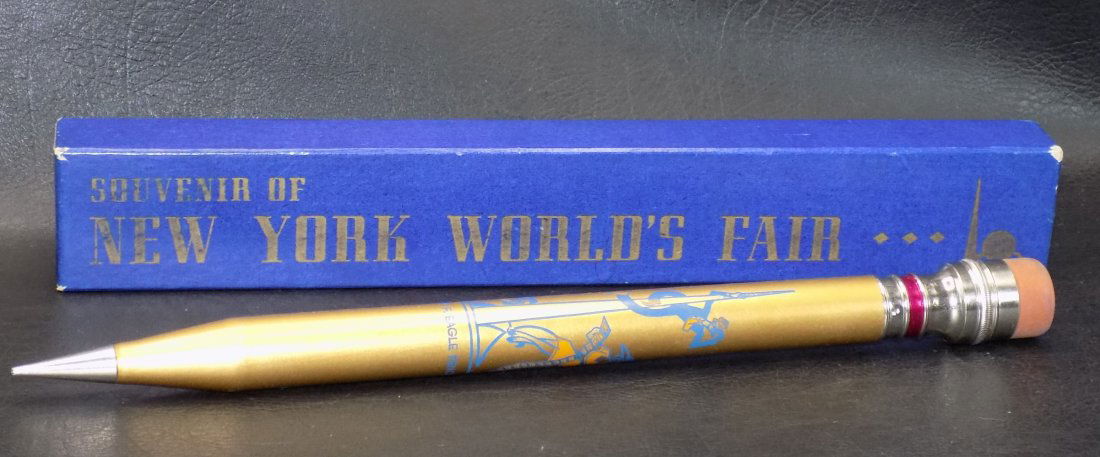 SOUVENIR OF
NEW YORK WORLD'S FAIR
EAGLE